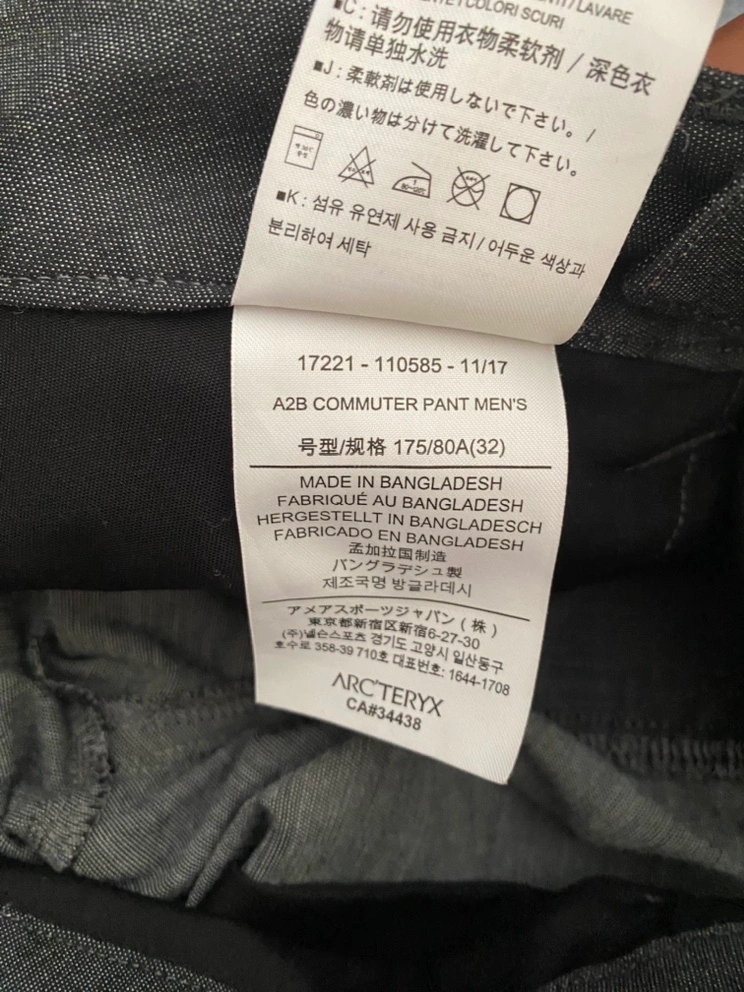 / LAVARE
COLORI SCURI
■C：请勿使用衣物柔软剂 / 深色衣
物请单独水洗
■J：柔軟剤は使用しないで下さい。/
色の濃い物は分けて洗濯して下さい。
■K：섬유 유연제 사용 금지 / 어두운 색상과
분리하여 세탁
17221 - 110585 - 11/17
A2B COMMUTER PANT MEN'S
号型/规格 175/80A(32)
MADE IN BANGLADESH
FABRIQUÉ AU BANGLADESH
HERGESTELLT IN BANGLADESCH
FABRICADO EN BANGLADESH
孟加拉国制造
バングラデシュ製
제조국명 방글라데시
アメアスポーツジャパン（株）
東京都新宿区新宿6-27-30
(주)넬슨스포츠 경기도 고양시 일산동구
호수로 358-39 710호 대표번호: 1644-1708
ARC'TERYX
CA#34438